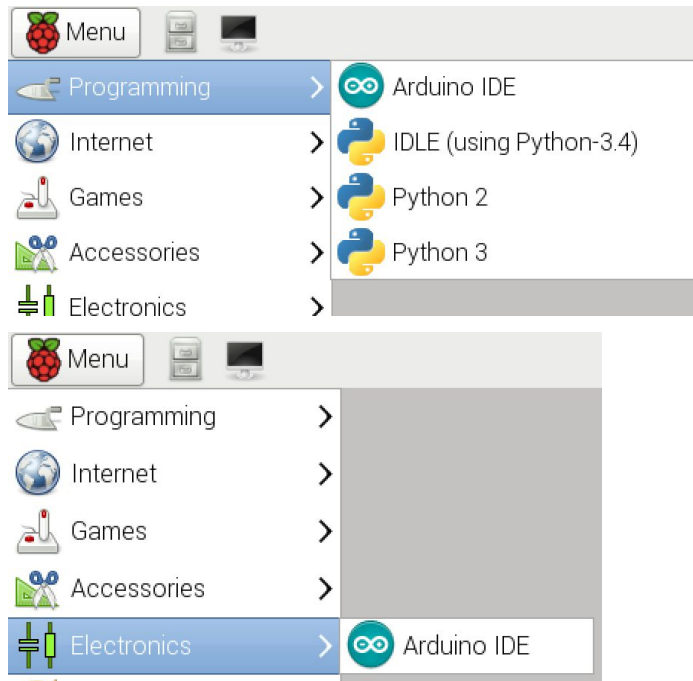 Menu
Programming
Arduino IDE
Internet
IDLE (using Python-3.4)
Games
Python 2
Accessories
Python 3
Electronics
Menu
Programming
Internet
Games
Accessories
Electronics
Arduino IDE